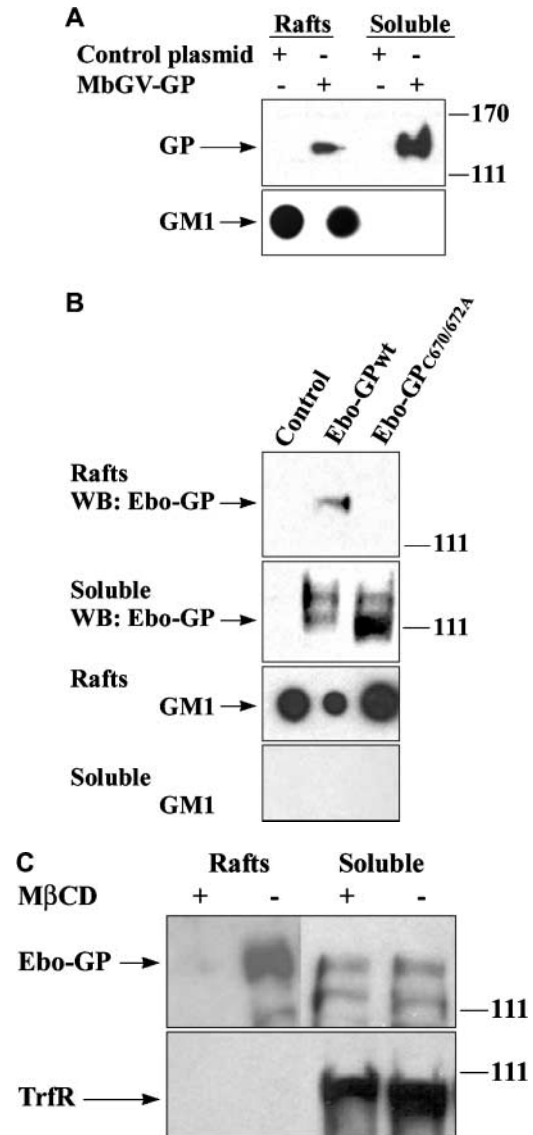 A
Rafts Soluble
Control plasmid + - + -
MbGV-GP - + - +
170
GP
111
GM1
B
Control
Ebo-GPwt
Ebo-GPC670/672A
Rafts
WB: Ebo-GP
111
Soluble
WB: Ebo-GP
111
Rafts
GM1
Soluble
GM1
C
Rafts Soluble
MβCD + - + -
Ebo-GP
111
111
TrfR